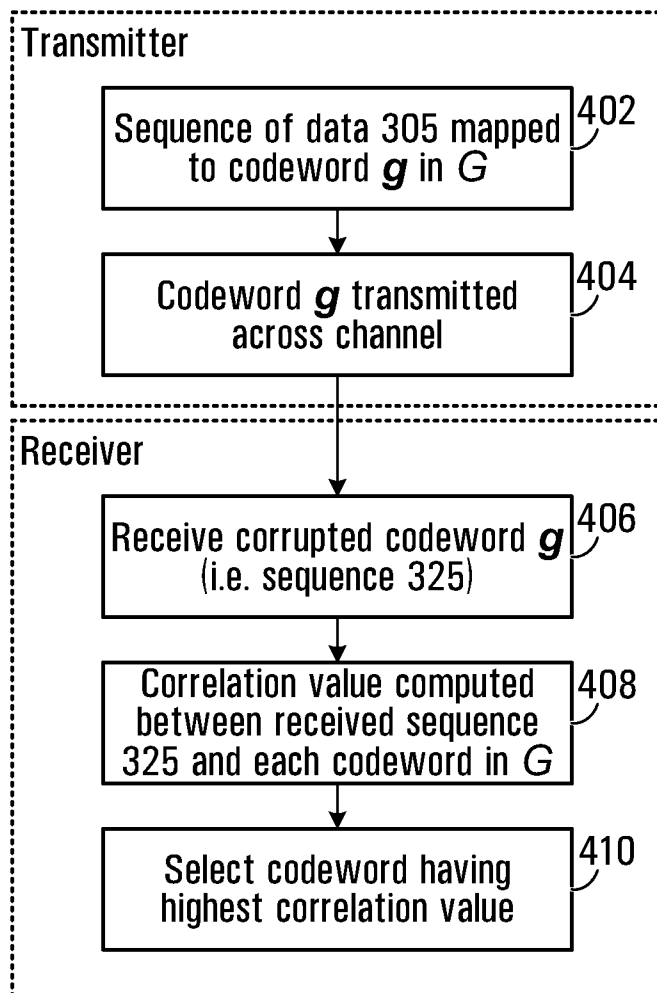 Transmitter
Sequence of data 305 mapped
to codeword g in G
402
Codeword g transmitted
across channel
404
Receiver
Receive corrupted codeword g
(i.e. sequence 325)
406
Correlation value computed
between received sequence
325 and each codeword in G
408
Select codeword having
highest correlation value
410